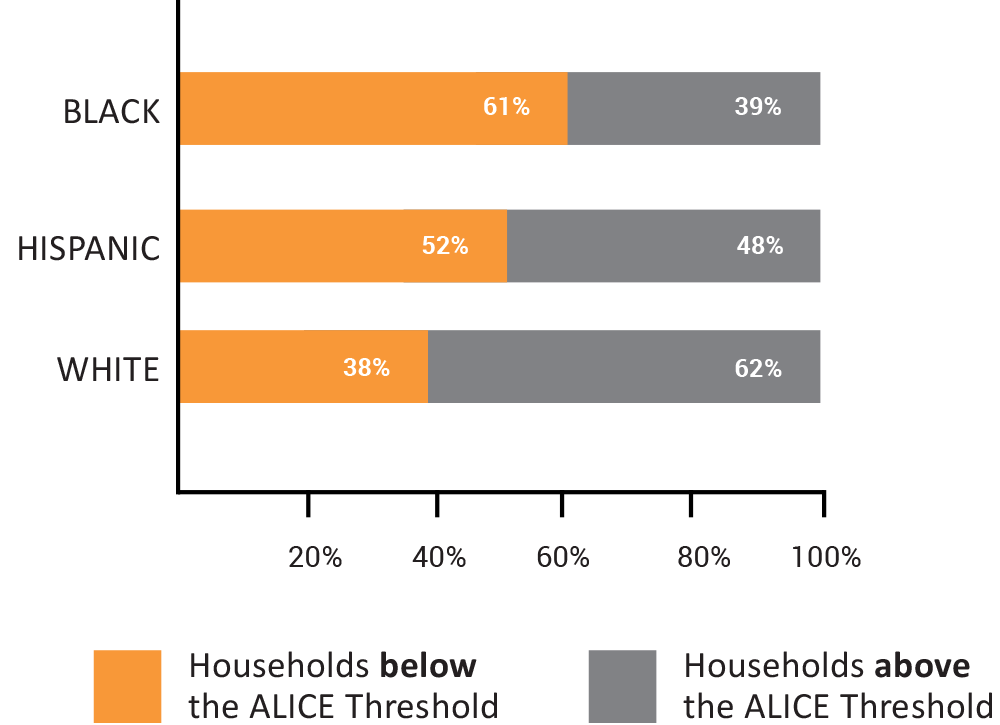 BLACK 61% 39%
HISPANIC 52% 48%
WHITE 38% 62%
20% 40% 60% 80% 100%
Households below Households above
the ALICE Threshold the ALICE Threshold